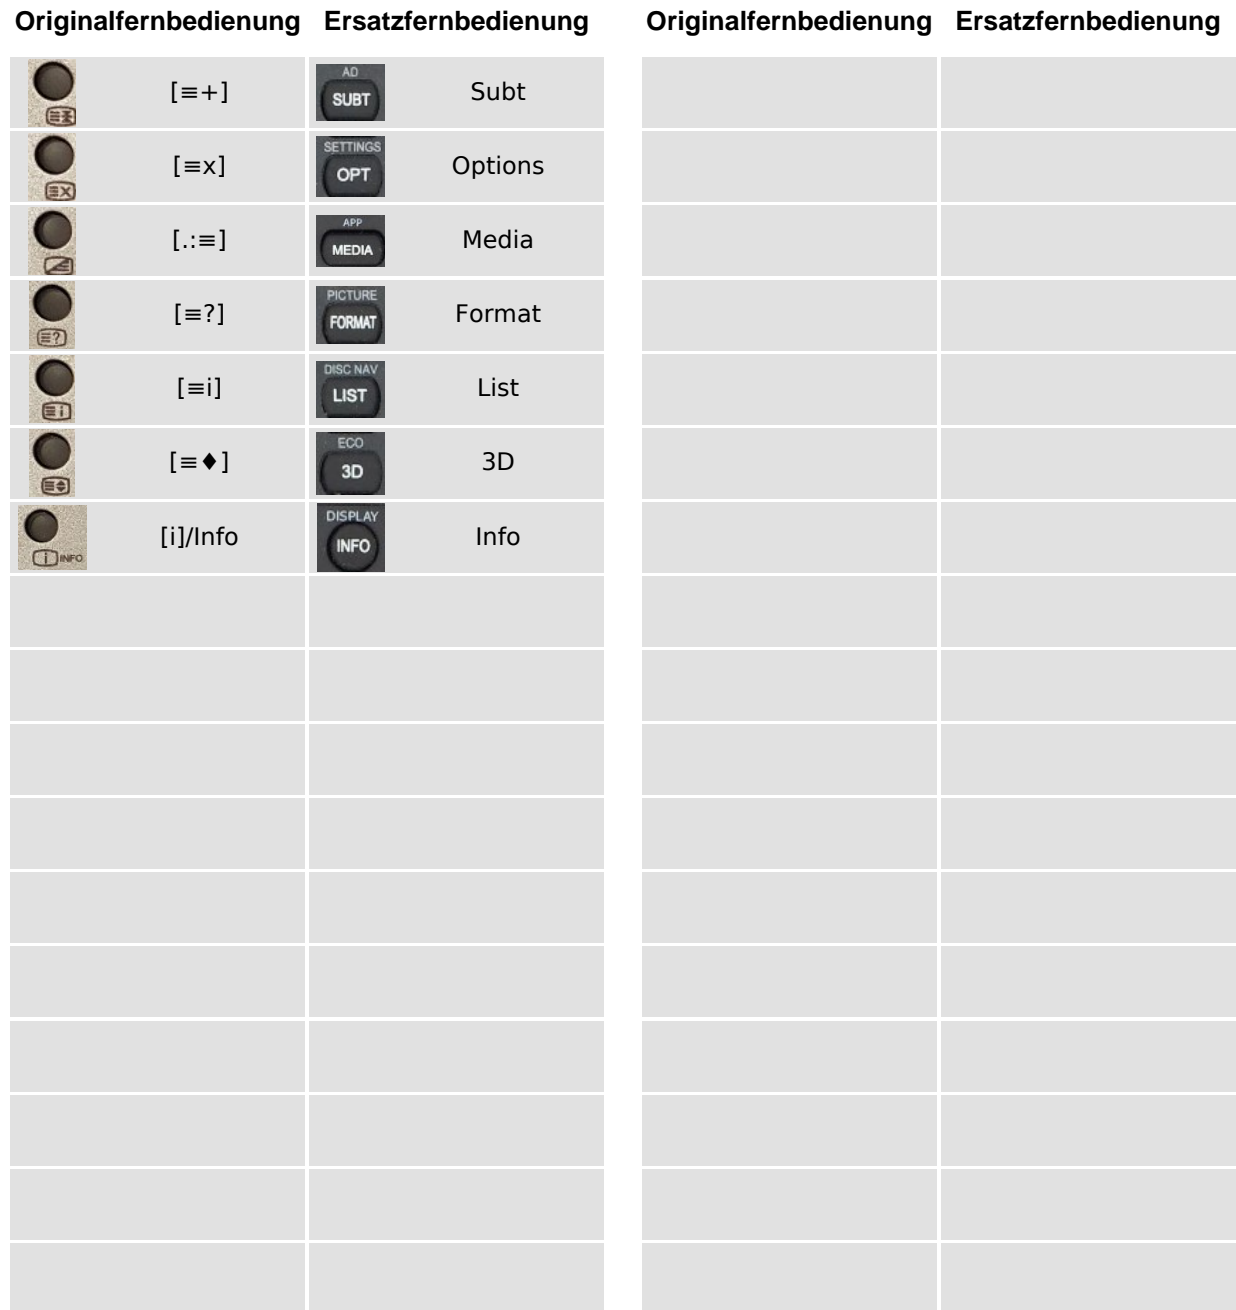 Originalfernbedienung Ersatzfernbedienung Originalfernbedienung Ersatzfernbedienung
[≡+] AD SUBT Subt
[≡x] SETTINGS OPT Options
[.:≡] APP MEDIA Media
[≡?] PICTURE FORMAT Format
[≡i] DISC NAV LIST List
[≡♦] ECO 3D 3D
i INFO [i]/Info DISPLAY INFO Info